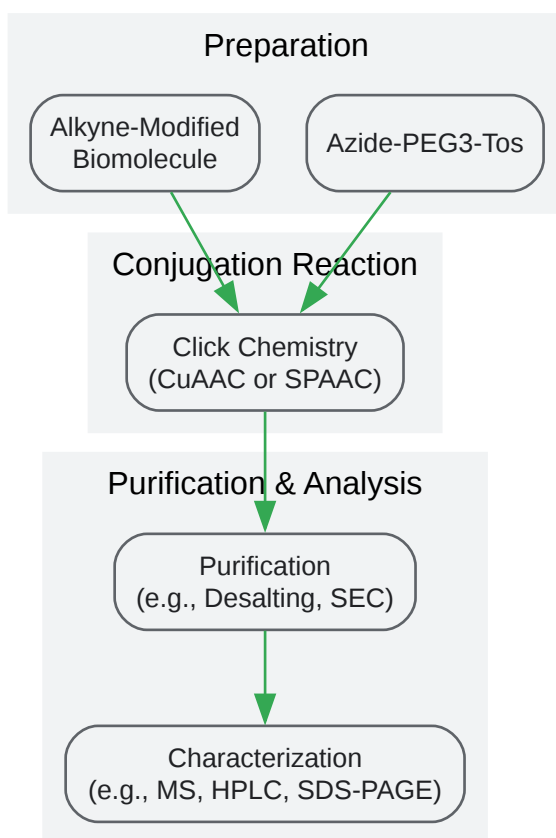 Preparation
Alkyne-Modified
Biomolecule
Azide-PEG3-Tos
Conjugation Reaction
Click Chemistry
(CuAAC or SPAAC)
Purification & Analysis
Purification
(e.g., Desalting, SEC)
Characterization
(e.g., MS, HPLC, SDS-PAGE)